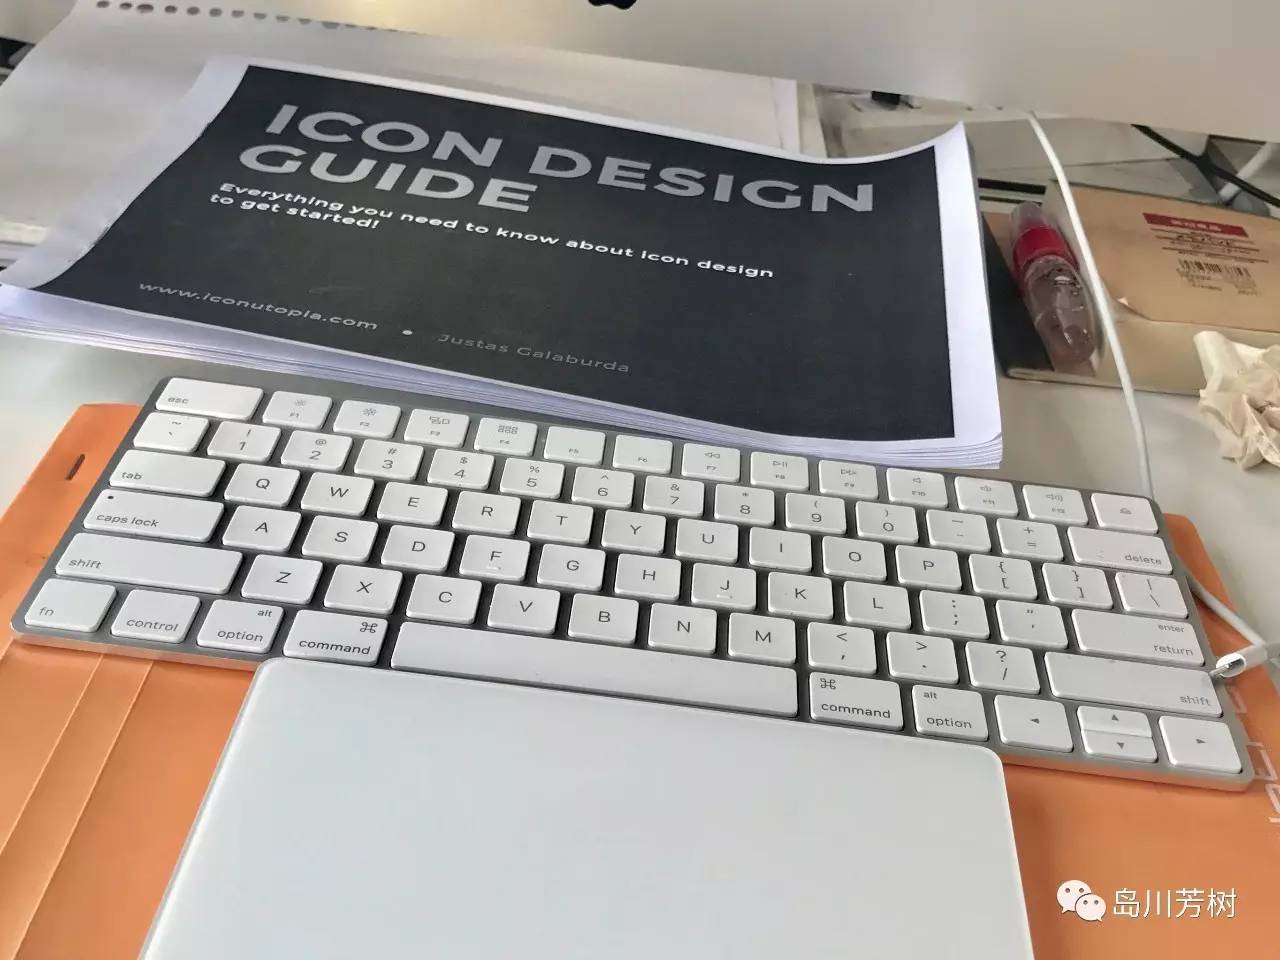 ICON DESIGN
GUIDE
Everything you need to know about icon design
to get started!
www.iconutopia.com • Justas Galaburda
esc F1 F2 F3 F4 F5 F6 F7 F8 F9 F10 F11 F12
~ ` ! 1 @ 2 # 3 $ 4 % 5 ^ 6 & 7 * 8 ( 9 ) 0 _ - + = delete
tab Q W E R T Y U I O P { [ } ] | \
caps lock A S D F G H J K L : ; " ' enter return
shift Z X C V B N M < , > . ? / shift
fn control alt option ⌘ command ⌘ command alt option ◀ ▲ ▼ ▶
岛川芳树